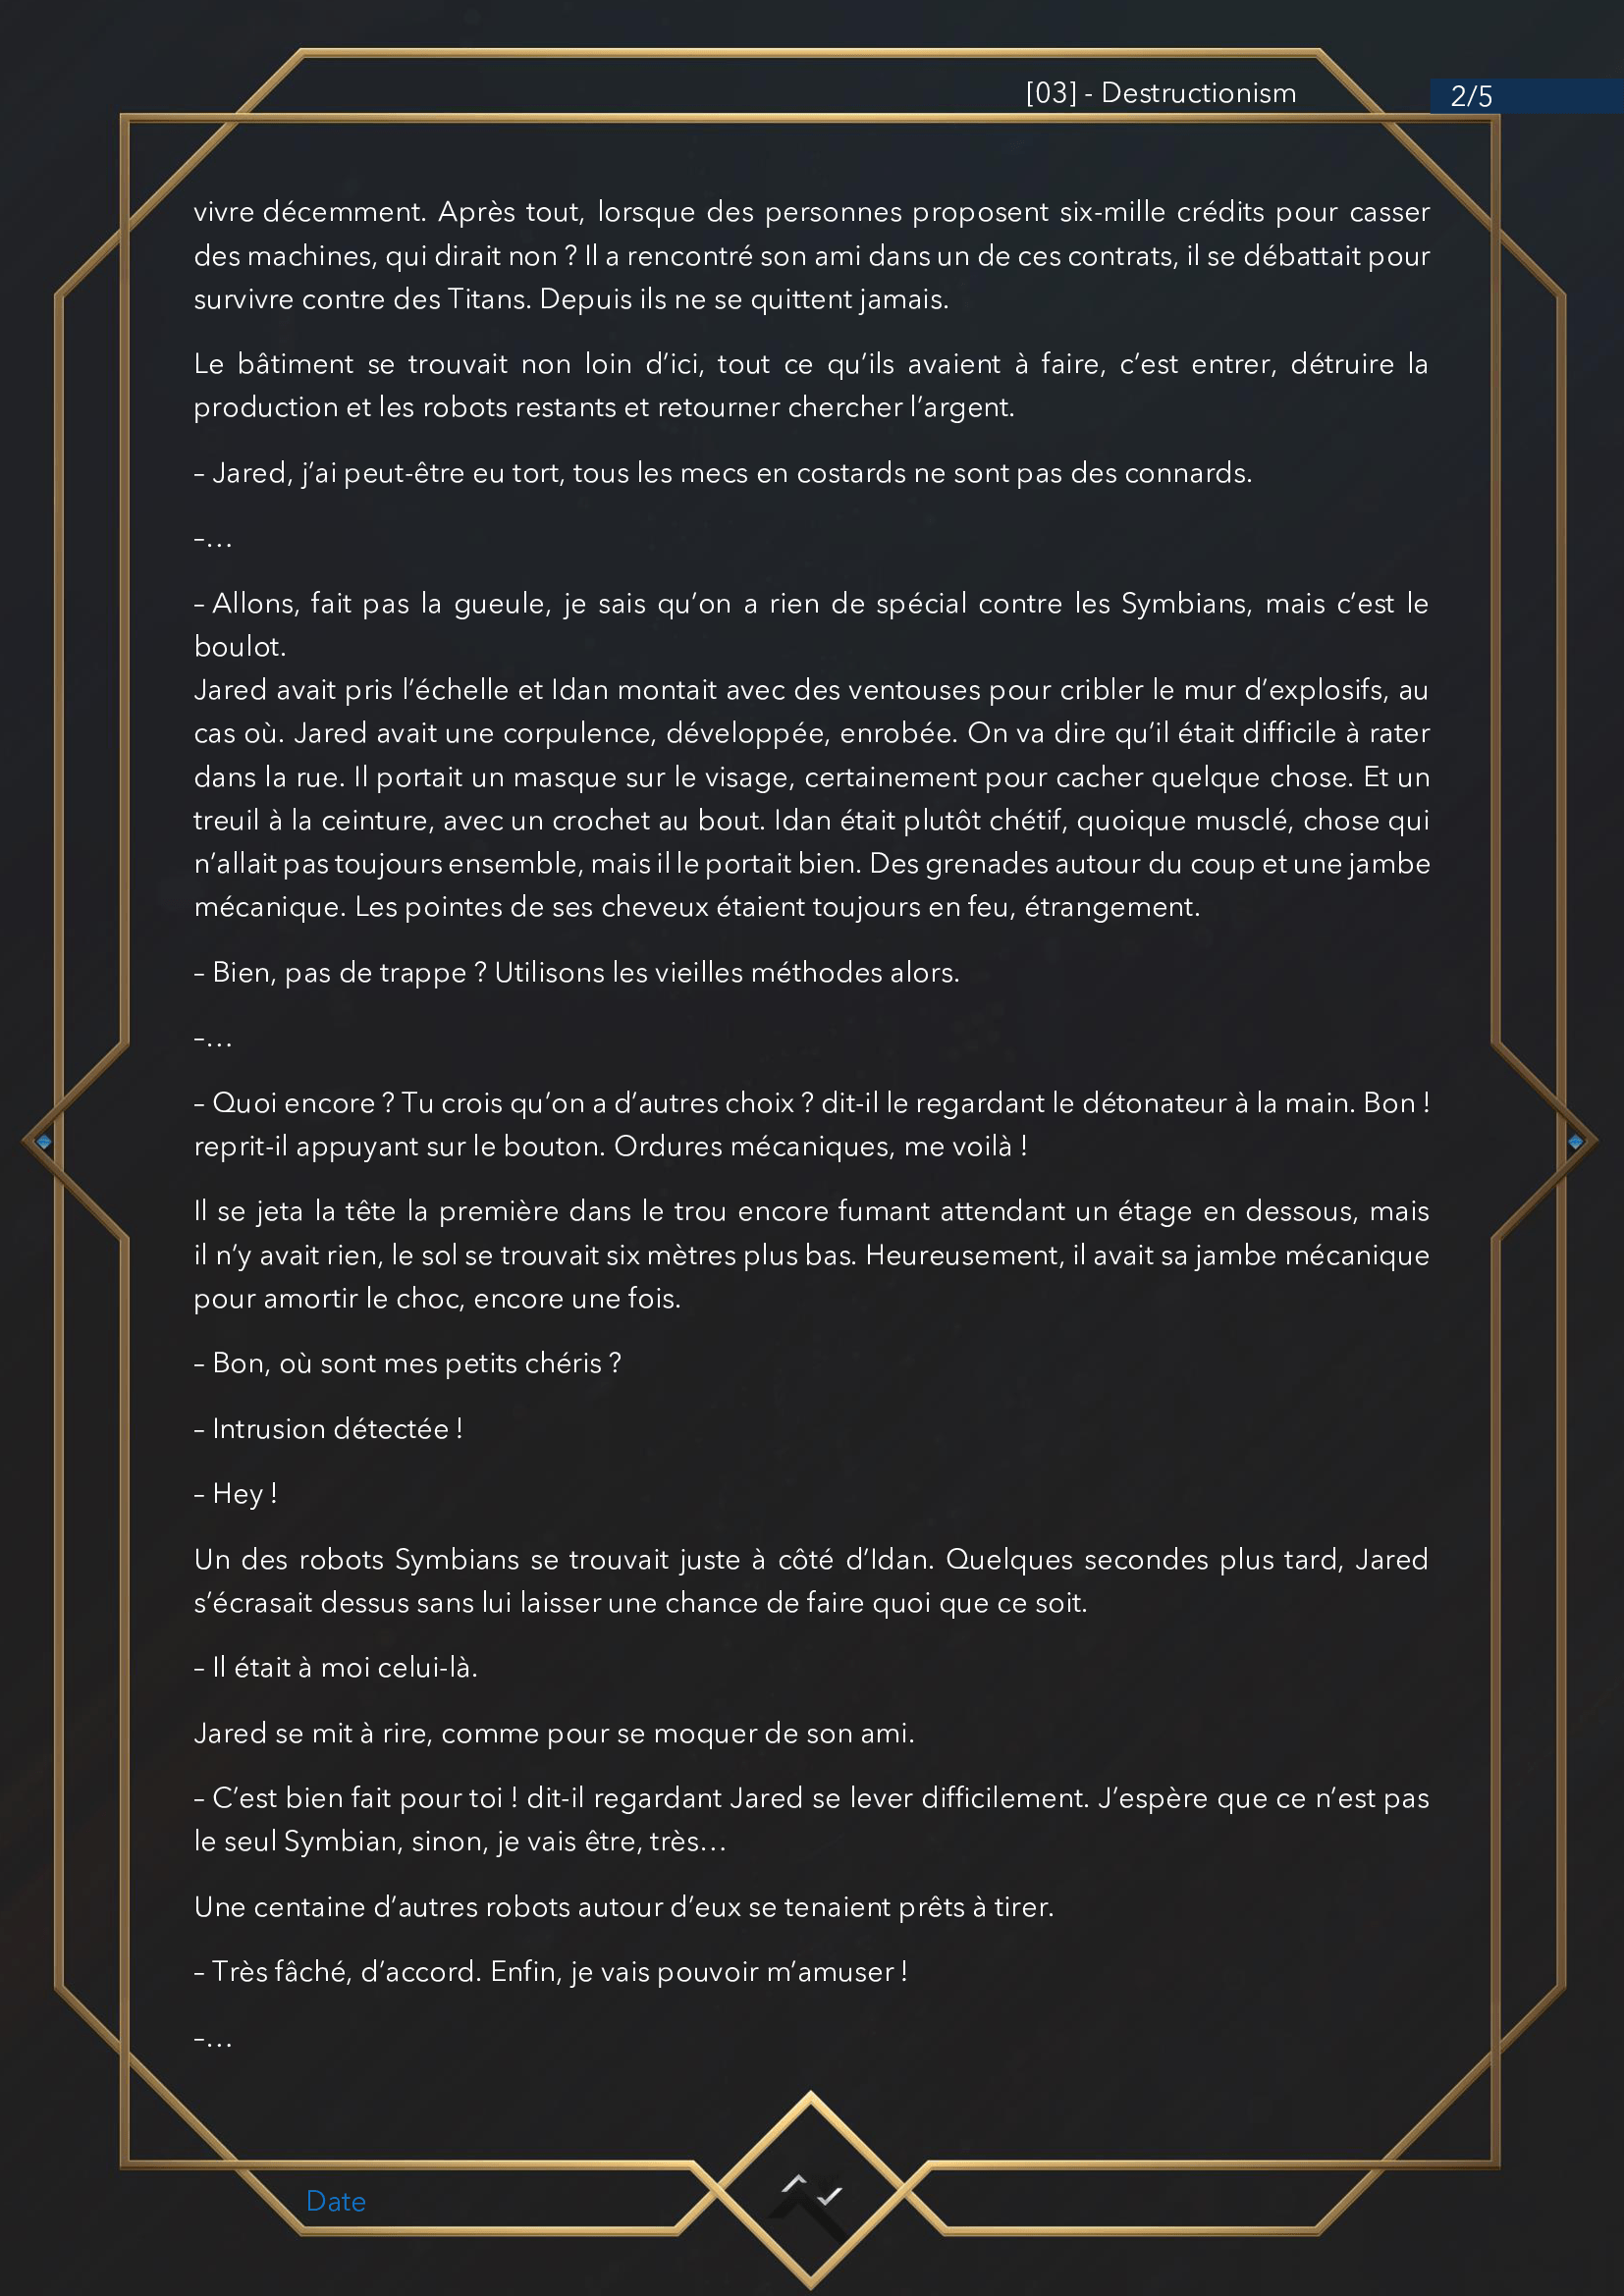 [03] - Destructionism
2/5
vivre décemment. Après tout, lorsque des personnes proposent six-mille crédits pour casser
des machines, qui dirait non ? Il a rencontré son ami dans un de ces contrats, il se débattait pour
survivre contre des Titans. Depuis ils ne se quittent jamais.
Le bâtiment se trouvait non loin d’ici, tout ce qu’ils avaient à faire, c’est entrer, détruire la
production et les robots restants et retourner chercher l’argent.
– Jared, j’ai peut-être eu tort, tous les mecs en costards ne sont pas des connards.
–…
– Allons, fait pas la gueule, je sais qu’on a rien de spécial contre les Symbians, mais c’est le
boulot.
Jared avait pris l’échelle et Idan montait avec des ventouses pour cribler le mur d’explosifs, au
cas où. Jared avait une corpulence, développée, enrobée. On va dire qu’il était difficile à rater
dans la rue. Il portait un masque sur le visage, certainement pour cacher quelque chose. Et un
treuil à la ceinture, avec un crochet au bout. Idan était plutôt chétif, quoique musclé, chose qui
n’allait pas toujours ensemble, mais il le portait bien. Des grenades autour du coup et une jambe
mécanique. Les pointes de ses cheveux étaient toujours en feu, étrangement.
– Bien, pas de trappe ? Utilisons les vieilles méthodes alors.
–…
– Quoi encore ? Tu crois qu’on a d’autres choix ? dit-il le regardant le détonateur à la main. Bon !
reprit-il appuyant sur le bouton. Ordures mécaniques, me voilà !
Il se jeta la tête la première dans le trou encore fumant attendant un étage en dessous, mais
il n’y avait rien, le sol se trouvait six mètres plus bas. Heureusement, il avait sa jambe mécanique
pour amortir le choc, encore une fois.
– Bon, où sont mes petits chéris ?
– Intrusion détectée !
– Hey !
Un des robots Symbians se trouvait juste à côté d’Idan. Quelques secondes plus tard, Jared
s’écrasait dessus sans lui laisser une chance de faire quoi que ce soit.
– Il était à moi celui-là.
Jared se mit à rire, comme pour se moquer de son ami.
– C’est bien fait pour toi ! dit-il regardant Jared se lever difficilement. J’espère que ce n’est pas
le seul Symbian, sinon, je vais être, très…
Une centaine d’autres robots autour d’eux se tenaient prêts à tirer.
– Très fâché, d’accord. Enfin, je vais pouvoir m’amuser !
–…
Date